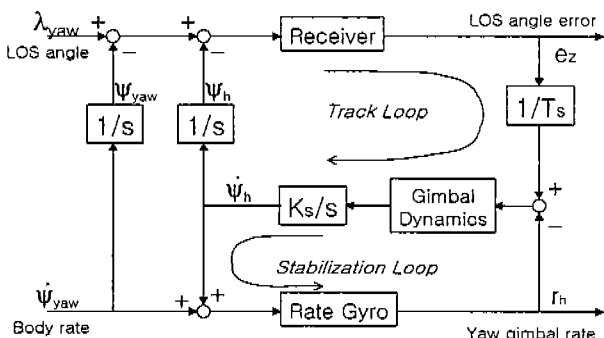 λyaw + + Receiver LOS angle error
LOS angle − − ez
ψyaw ψh
1/s 1/s Track Loop 1/Ts
ψ̇h Ks/s Gimbal Dynamics +
−
Stabilization Loop
ψ̇yaw + + Rate Gyro rh
Body rate Yaw gimbal rate